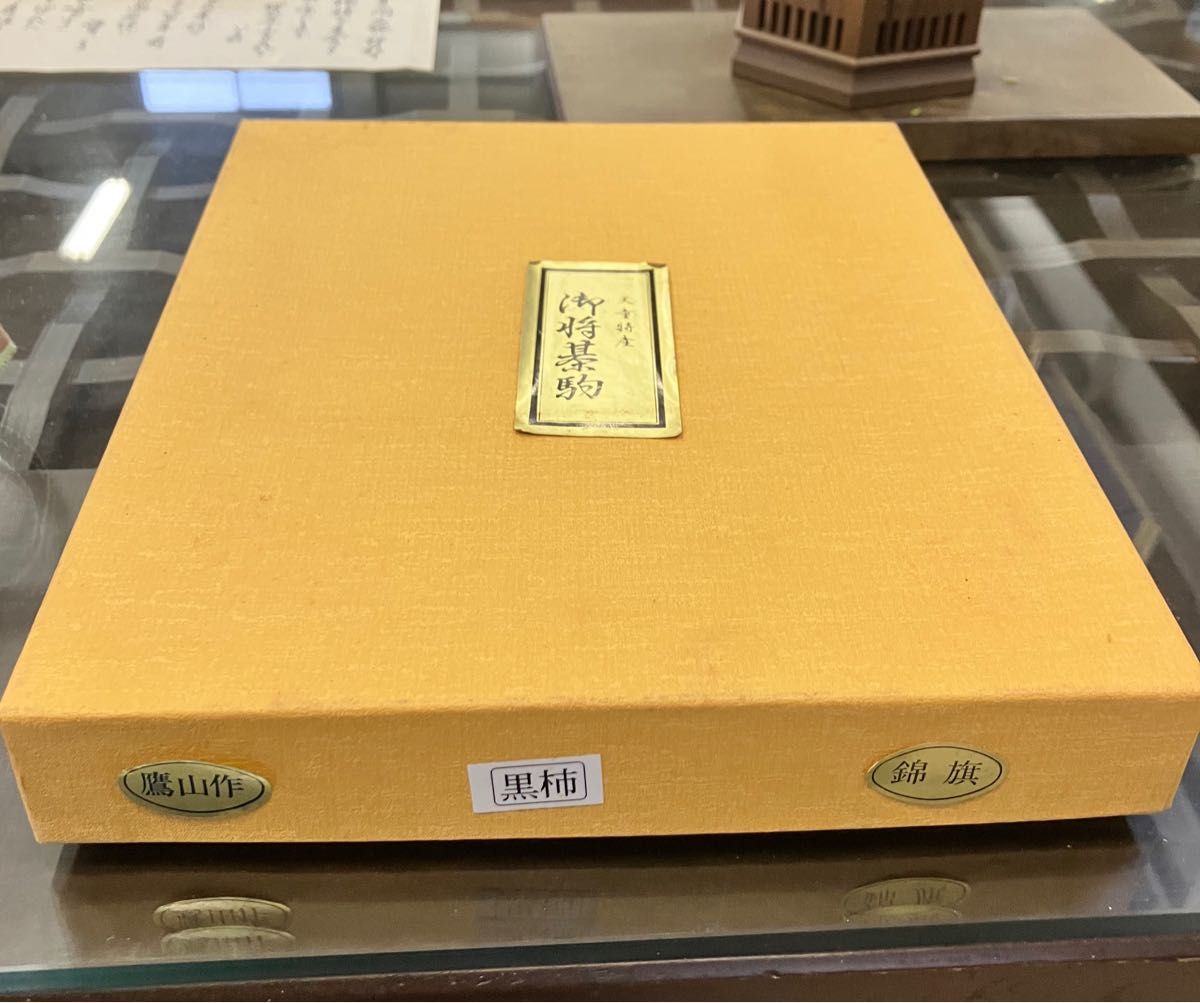 天童特産
御将棊駒
鷹山作
黒柿
錦旗